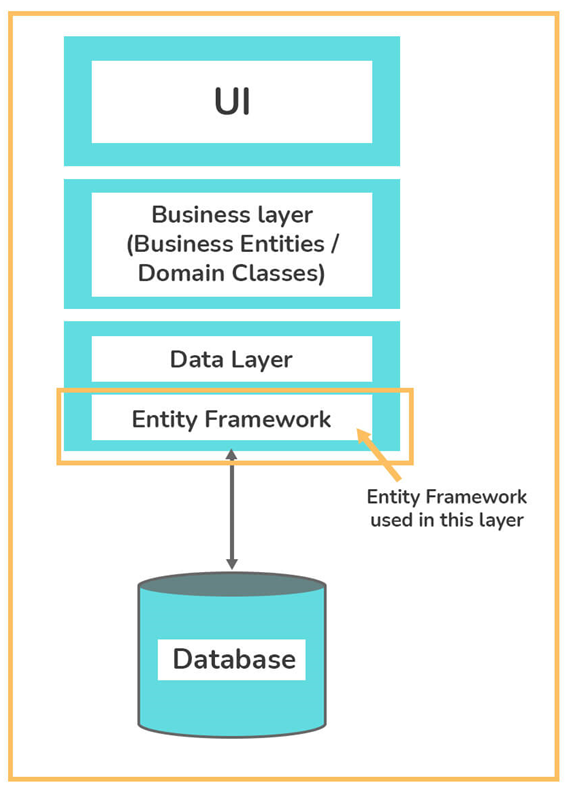 UI
Business layer
(Business Entities /
Domain Classes)
Data Layer
Entity Framework
Entity Framework
used in this layer
Database